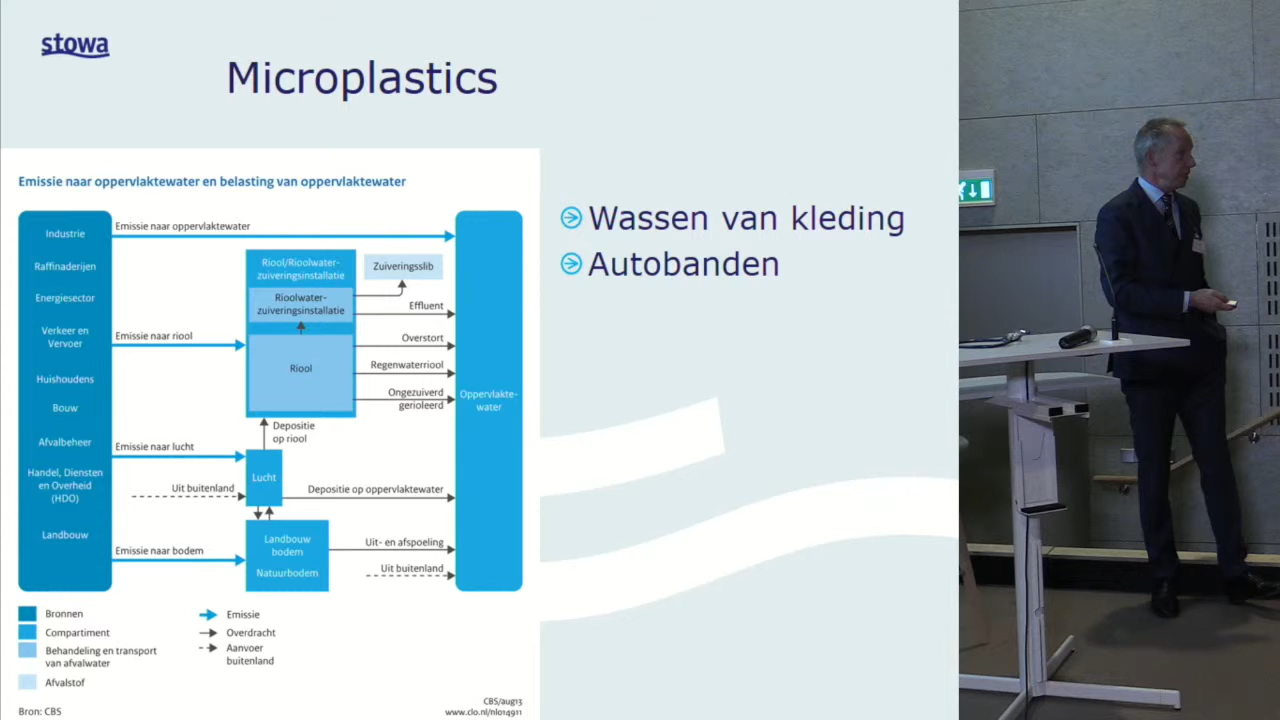 stowa
Microplastics
Emissie naar oppervlaktewater en belasting van oppervlaktewater
Industrie
Raffinaderijen
Energiesector
Verkeer en
Vervoer
Huishoudens
Bouw
Afvalbeheer
Handel, Diensten
en Overheid
(HDO)
Landbouw
Emissie naar oppervlaktewater
Emissie naar riool
Emissie naar lucht
Uit buitenland
Emissie naar bodem
Riool/Rioolwater-
zuiveringsinstallatie
Rioolwater-
zuiveringsinstallatie
Riool
Depositie
op riool
Lucht
Landbouw
bodem
Natuurbodem
Zuiveringsslib
Effluent
Overstort
Regenwaterriool
Ongezuiverd
gerioleerd
Depositie op oppervlaktewater
Uit- en afspoeling
Uit buitenland
Oppervlakte-
water
Bronnen
Compartiment
Behandeling en transport
van afvalwater
Afvalstof
Emissie
Overdracht
Aanvoer
buitenland
Bron: CBS
CBS/aug13
www.clo.nl/nl014911
Wassen van kleding
Autobanden